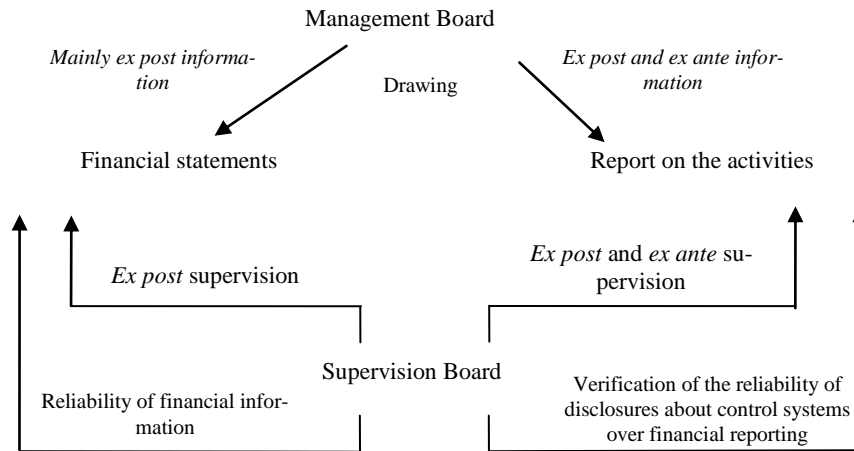 Management Board
Mainly ex post informa-
tion
Ex post and ex ante infor-
mation
Drawing
Financial statements
Report on the activities
Ex post supervision
Ex post and ex ante su-
pervision
Supervision Board
Reliability of financial infor-
mation
Verification of the reliability of
disclosures about control systems
over financial reporting